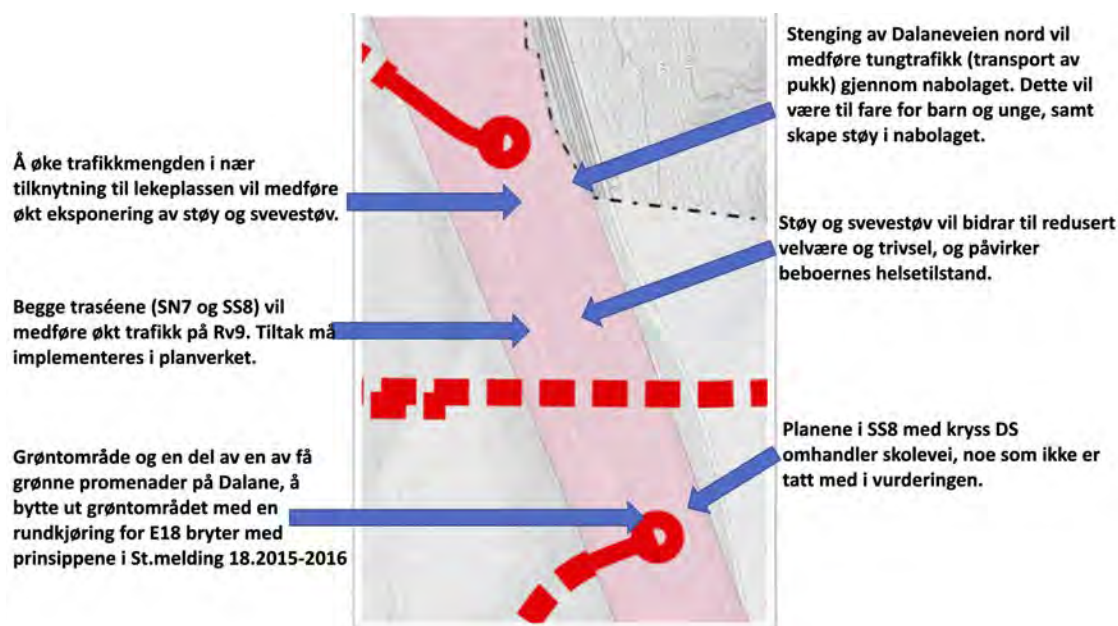 Å øke trafikkmengden i nær
tilknytning til lekeplassen vil medføre
økt eksponering av støy og svevestøv.
Begge traséene (SN7 og SS8) vil
medføre økt trafikk på Rv9. Tiltak må
implementeres i planverket.
Grøntområde og en del av en av få
grønne promenader på Dalane, å
bytte ut grøntområdet med en
rundkjøring for E18 bryter med
prinsippene i St.melding 18.2015-2016
Stenging av Dalaneveien nord vil
medføre tungtrafikk (transport av
pukk) gjennom nabolaget. Dette vil
være til fare for barn og unge, samt
skape støy i nabolaget.
Støy og svevestøv vil bidrar til redusert
velvære og trivsel, og påvirker
beboernes helsetilstand.
Planene i SS8 med kryss DS
omhandler skolevei, noe som ikke er
tatt med i vurderingen.